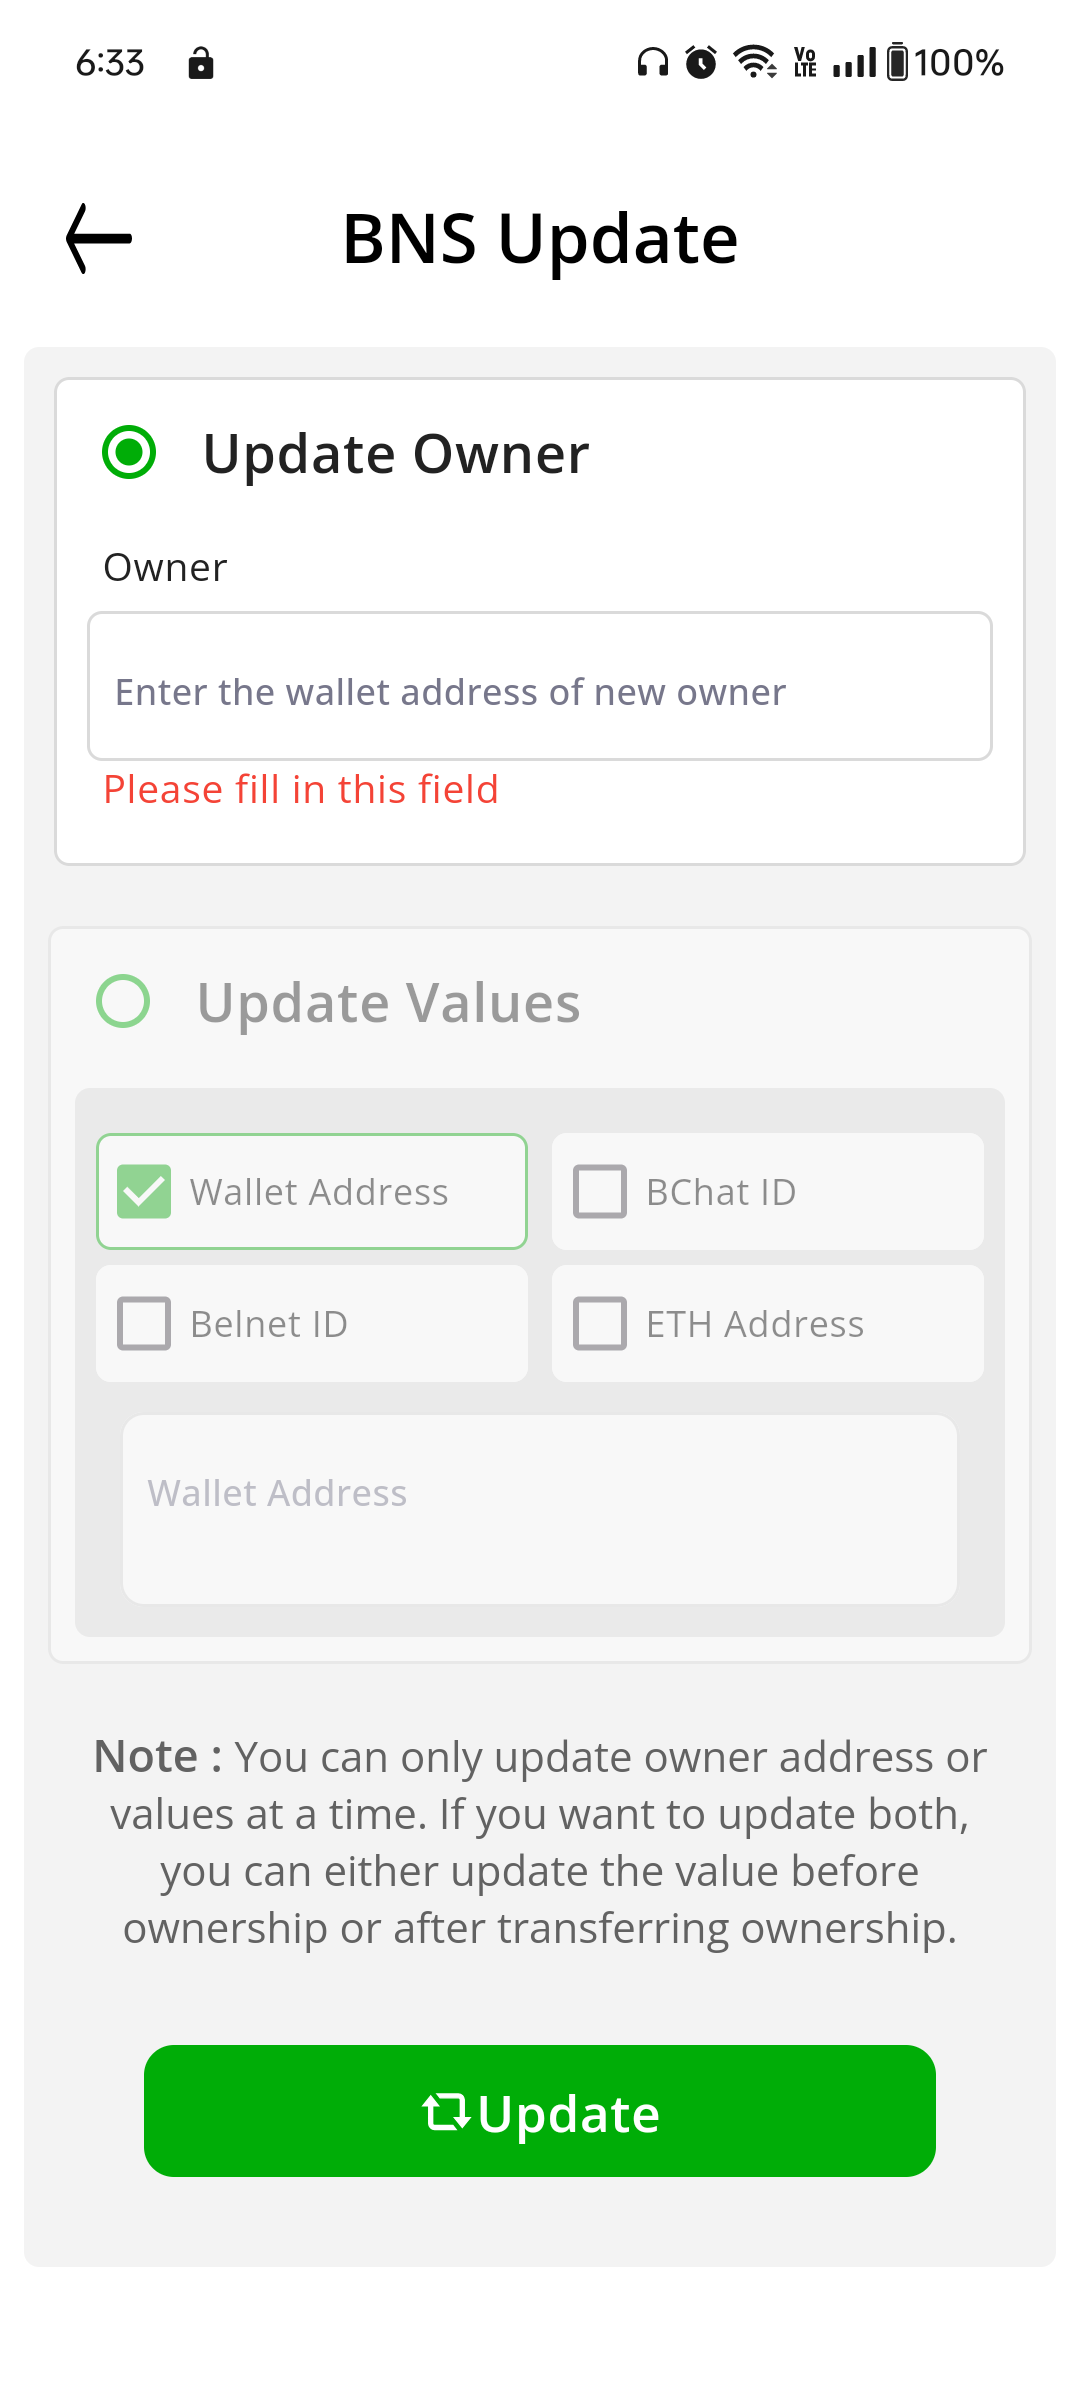 6:33
Vo LTE 100%
BNS Update
Update Owner
Owner
Enter the wallet address of new owner
Please fill in this field
Update Values
Wallet Address
BChat ID
Belnet ID
ETH Address
Wallet Address
Note : You can only update owner address or
values at a time. If you want to update both,
you can either update the value before
ownership or after transferring ownership.
Update